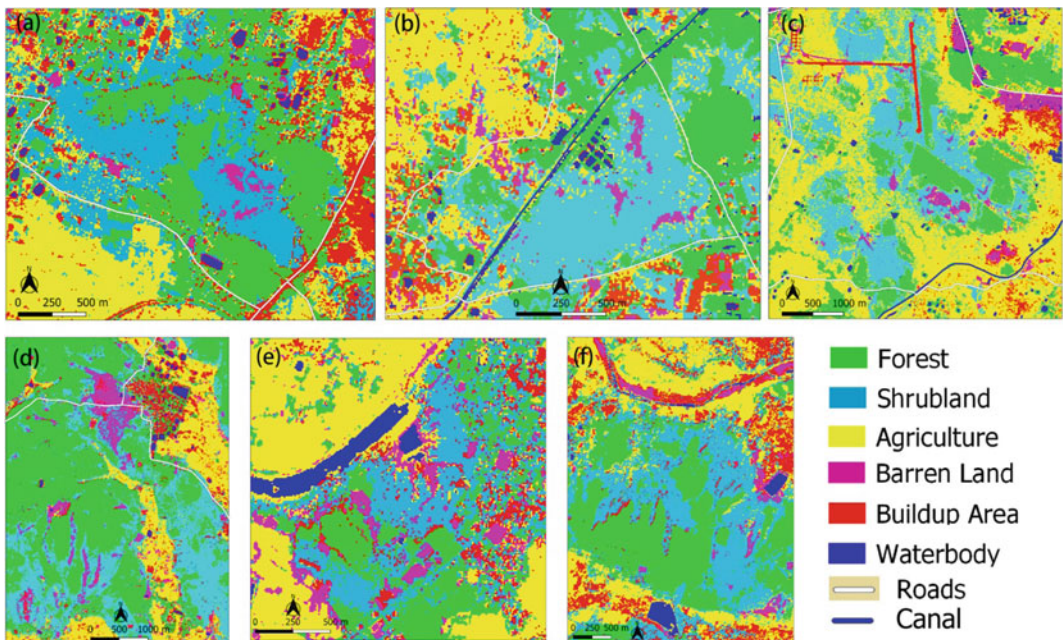 (a)
(b)
(c)
N
0 250 500 m
N
0 250 500 m
N
0 500 1000 m
(d)
(e)
(f)
N
0 500 1000 m
N
0 250 500 m
N
0 250 500 m
Forest
Shrubland
Agriculture
Barren Land
Buildup Area
Waterbody
Roads
Canal